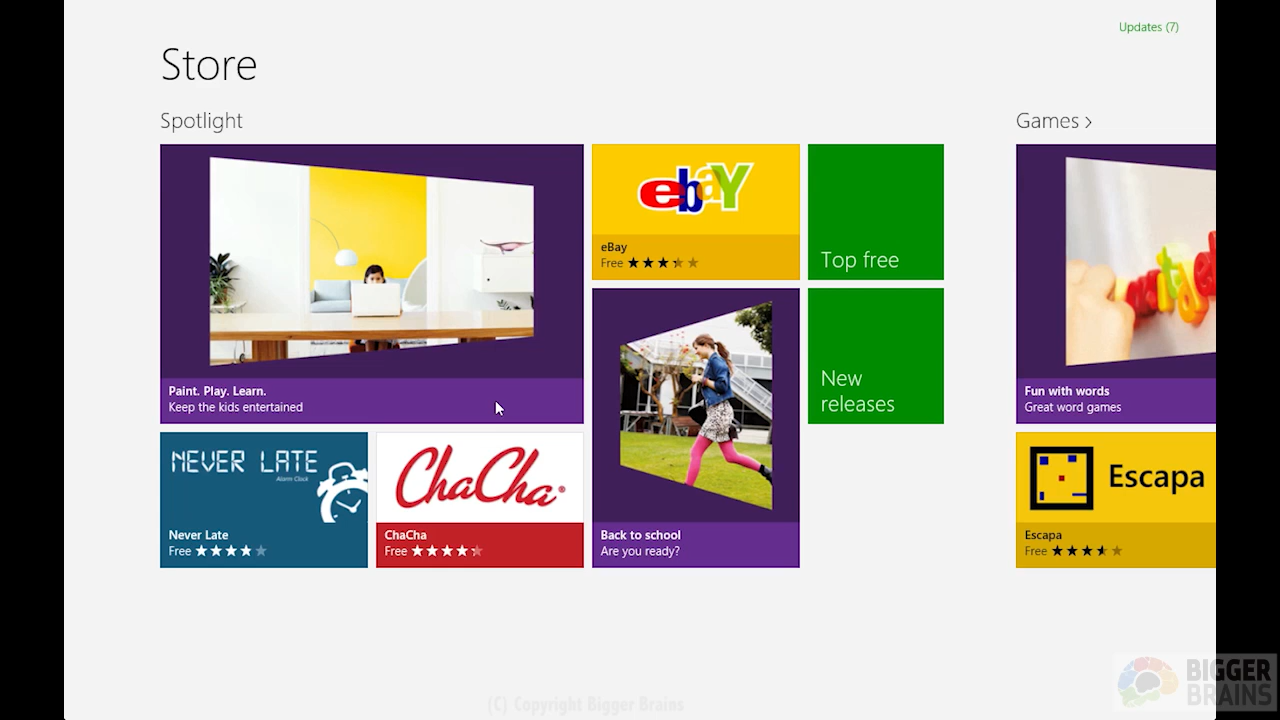 Updates (7)
Store
Spotlight
Games >
ebaY
eBay
Free
Top free
Paint. Play. Learn.
Keep the kids entertained
New
releases
Fun with words
Great word games
NEVER LATE
Alarm Clock
Never Late
Free
ChaCha®
ChaCha
Free
Back to school
Are you ready?
Escapa
Escapa
Free
(C) Copyright Bigger Brains
BIGGER
BRAINS